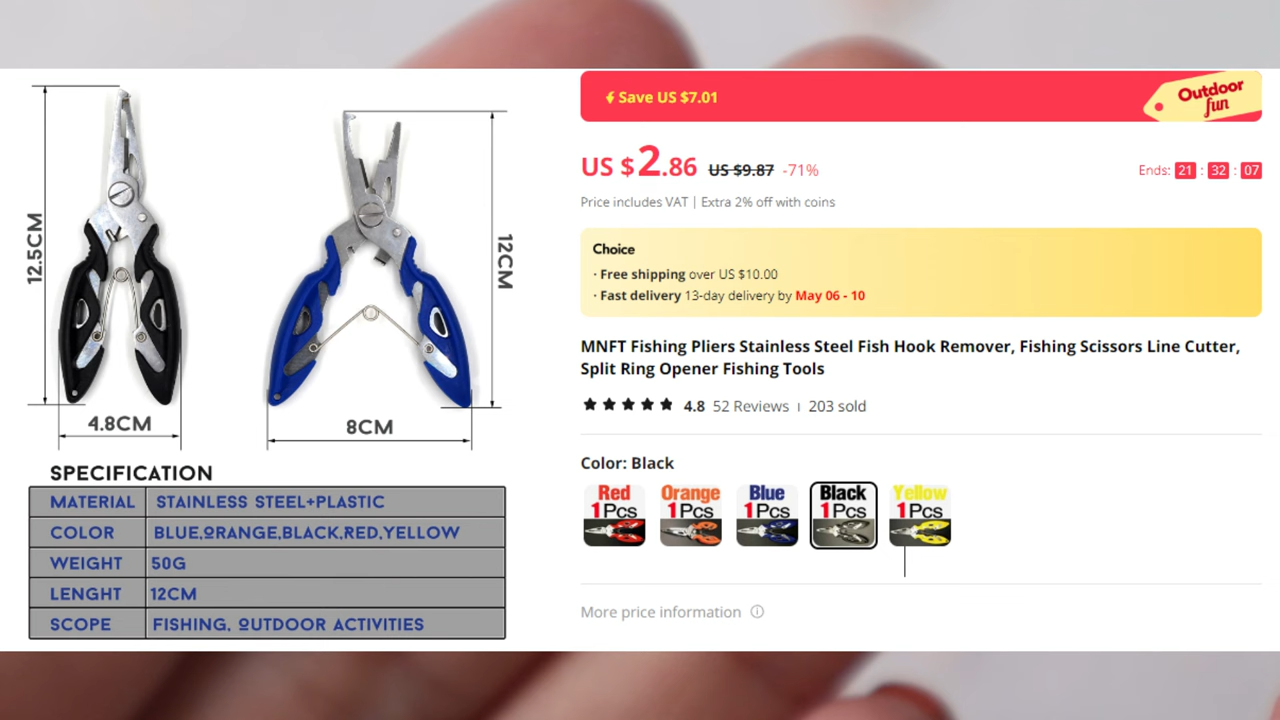 12.5CM
4.8CM
12CM
8CM
SPECIFICATION
MATERIAL STAINLESS STEEL+PLASTIC
COLOR BLUE,ORANGE,BLACK,RED,YELLOW
WEIGHT 50G
LENGHT 12CM
SCOPE FISHING, OUTDOOR ACTIVITIES
Save US $7.01
Outdoor
fun
US $2.86 US $9.87 -71%
Ends: 21 : 32 : 07
Price includes VAT | Extra 2% off with coins
Choice
· Free shipping over US $10.00
· Fast delivery 13-day delivery by May 06 - 10
MNFT Fishing Pliers Stainless Steel Fish Hook Remover, Fishing Scissors Line Cutter,
Split Ring Opener Fishing Tools
4.8 52 Reviews | 203 sold
Color: Black
Red
1Pcs
Orange
1Pcs
Blue
1Pcs
Black
1Pcs
Yellow
1Pcs
More price information